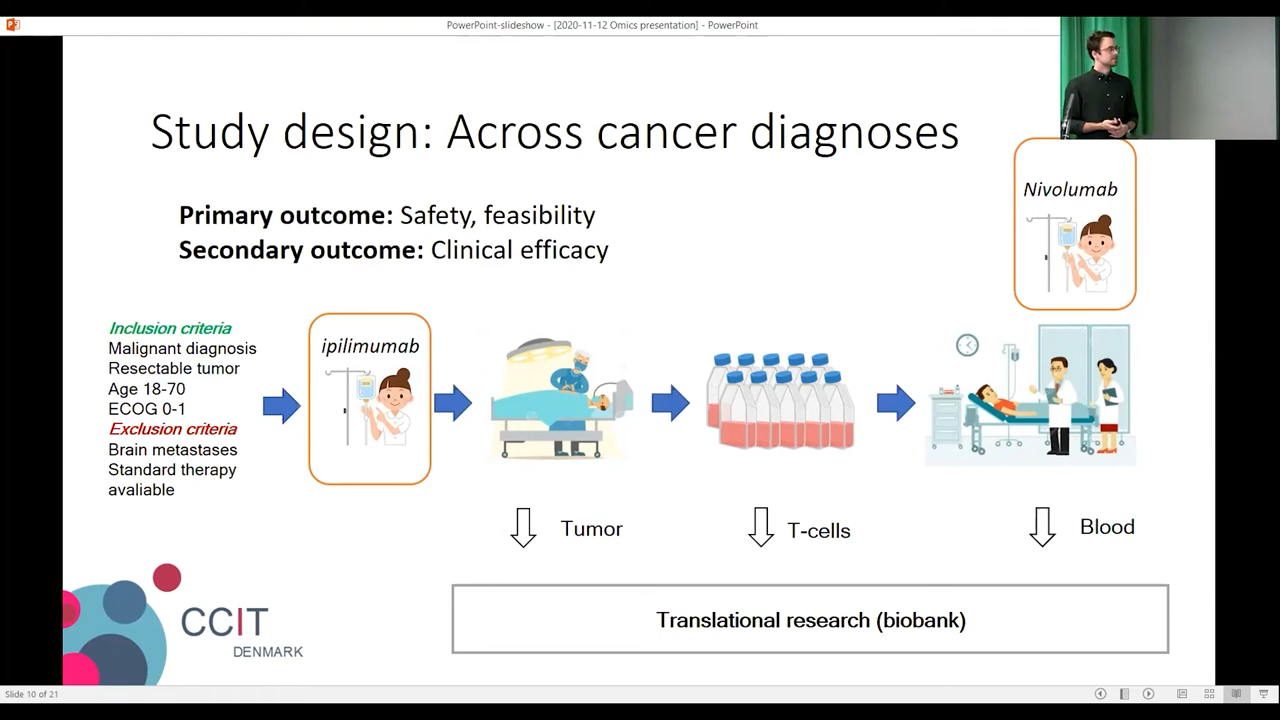 PowerPoint-slideshow - [2020-11-12 Omics presentation] - PowerPoint
Study design: Across cancer diagnoses
Primary outcome: Safety, feasibility
Secondary outcome: Clinical efficacy
Nivolumab
Inclusion criteria
Malignant diagnosis
Resectable tumor
Age 18-70
ECOG 0-1
Exclusion criteria
Brain metastases
Standard therapy
avaliable
ipilimumab
Tumor
T-cells
Blood
Translational research (biobank)
CCIT
DENMARK
Slide 10 of 21